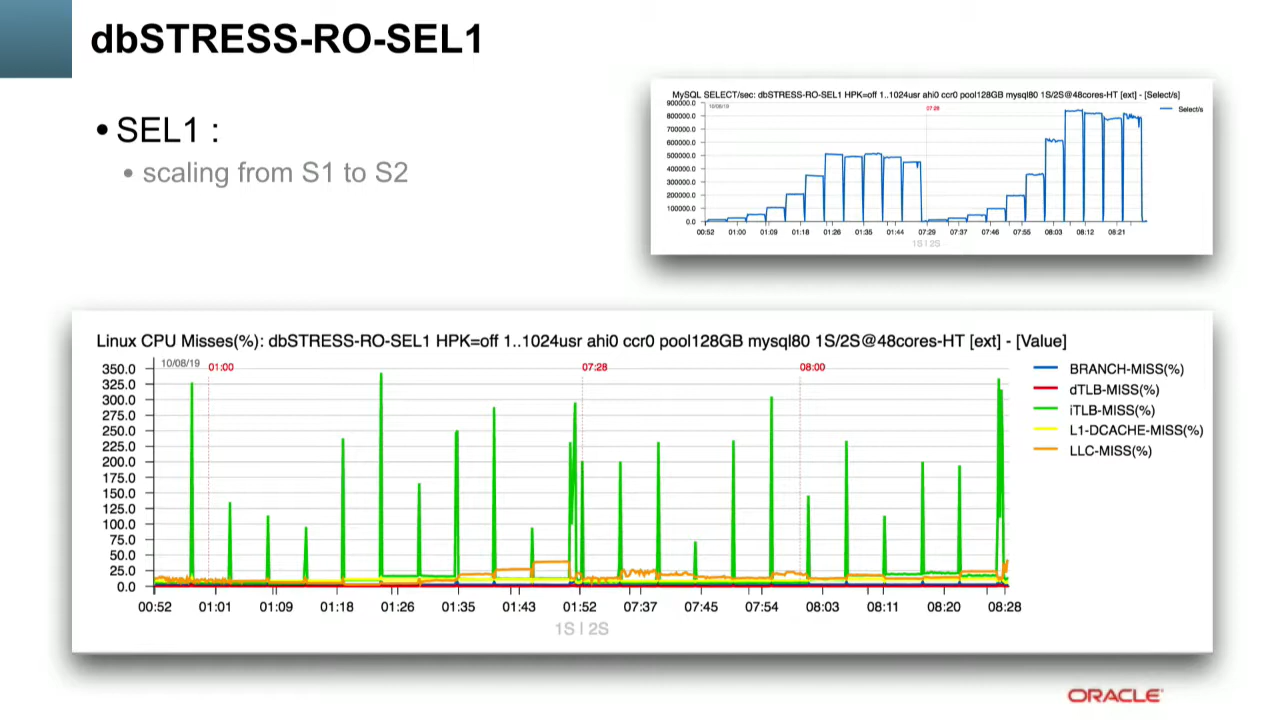 dbSTRESS-RO-SEL1
• SEL1 :
• scaling from S1 to S2
MySQL SELECT/sec: dbSTRESS-RO-SEL1 HPK=off 1..1024usr ahi0 ccr0 pool128GB mysql80 1S/2S@48cores-HT [ext] - [Select/s]
900000.0
10/08/19
07:28
Select/s
800000.0
700000.0
600000.0
500000.0
400000.0
300000.0
200000.0
100000.0
0.0
00:52 01:00 01:09 01:18 01:26 01:35 01:44 07:29 07:37 07:46 07:55 08:03 08:12 08:21
1S | 2S
Linux CPU Misses(%): dbSTRESS-RO-SEL1 HPK=off 1..1024usr ahi0 ccr0 pool128GB mysql80 1S/2S@48cores-HT [ext] - [Value]
10/08/19 01:00 07:28 08:00
350.0
325.0
300.0
275.0
250.0
225.0
200.0
175.0
150.0
125.0
100.0
75.0
50.0
25.0
0.0
BRANCH-MISS(%)
dTLB-MISS(%)
iTLB-MISS(%)
L1-DCACHE-MISS(%)
LLC-MISS(%)
00:52 01:01 01:09 01:18 01:26 01:35 01:43 01:52 07:37 07:45 07:54 08:03 08:11 08:20 08:28
1S | 2S
ORACLE